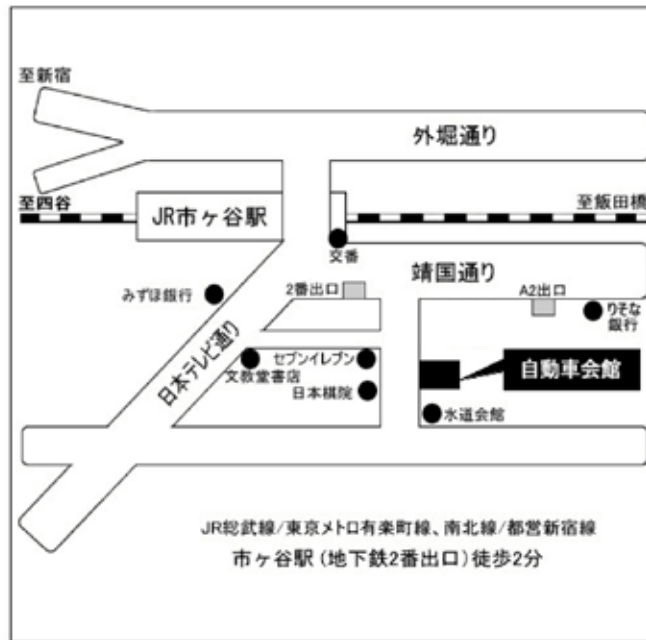 至新宿
外堀通り
至四谷
JR市ヶ谷駅
至飯田橋
交番
靖国通り
みずほ銀行
2番出口
A2出口
りそな
銀行
日本テレビ通り
セブンイレブン
文教堂書店
日本棋院
自動車会館
水道会館
JR総武線/東京メトロ有楽町線、南北線/都営新宿線
市ヶ谷駅(地下鉄2番出口)徒歩2分